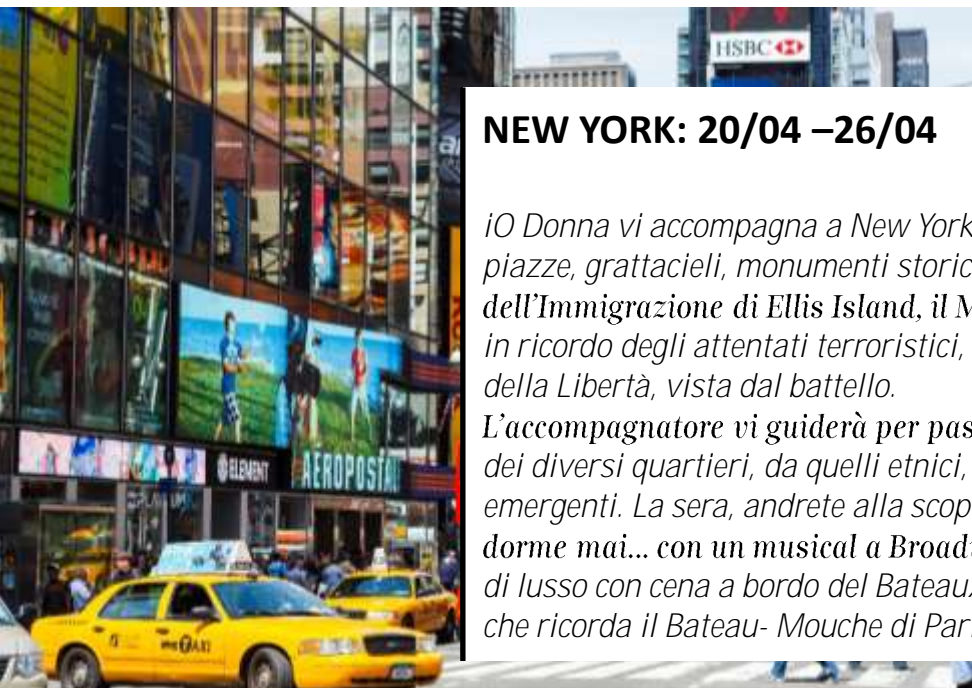 HSBC
NEW YORK: 20/04 –26/04
iO Donna vi accompagna a New York
piazze, grattacieli, monumenti storic
dell'Immigrazione di Ellis Island, il M
in ricordo degli attentati terroristici,
della Libertà, vista dal battello.
L'accompagnatore vi guiderà per pas
dei diversi quartieri, da quelli etnici,
emergenti. La sera, andrete alla scop
dorme mai... con un musical a Broad
di lusso con cena a bordo del Bateau
che ricorda il Bateau- Mouche di Par
ELEMENT
AEROPOSTAL
TAXI